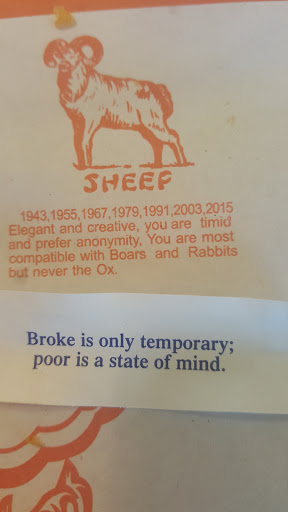 SHEEP
1943,1955,1967,1979,1991,2003,2015
Elegant and creative, you are timid
and prefer anonymity, You are most
compatible with Boars and Rabbits
but never the Ox.
Broke is only temporary;
poor is a state of mind.